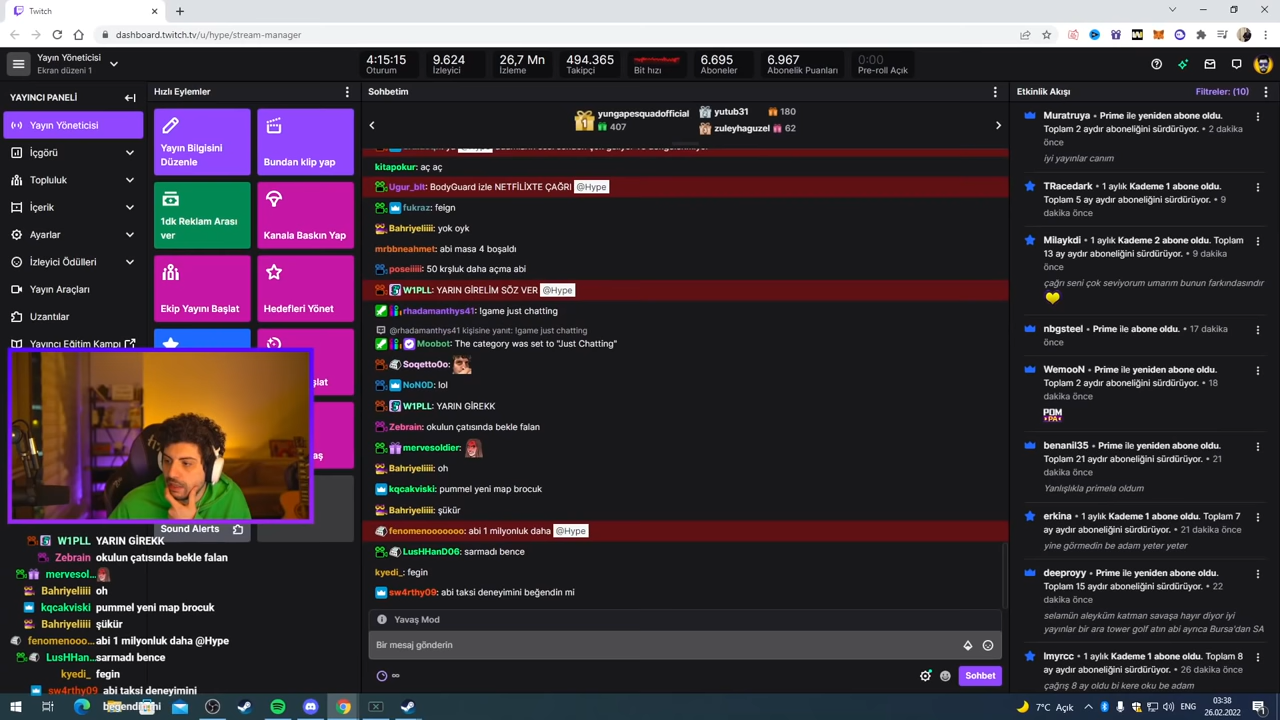 Twitch
dashboard.twitch.tv/u/hype/stream-manager
Yayın Yöneticisi
Ekran düzeni 1
4:15:15
Oturum
9.624
İzleyici
26,7 Mn
İzleme
494.365
Takipçi
Bit hızı
6.695
Aboneler
6.967
Abonelik Puanları
0:00
Pre-roll Açık
YAYINCI PANELİ
Yayın Yöneticisi
İçgörü
Topluluk
İçerik
Ayarlar
İzleyici Ödülleri
Yayın Araçları
Uzantılar
Yayıncı Eğitim Kampı
Hızlı Eylemler
Yayın Bilgisini
Düzenle
Bundan klip yap
1dk Reklam Arası
ver
Kanala Baskın Yap
Ekip Yayını Başlat
Hedefleri Yönet
Sound Alerts
Sohbetim
yungapesquadofficial
407
yutub31 180
zuleyhaguzel 62
kitapokur: aç aç
Ugur_blt: BodyGuard izle NETFİLİXTE ÇAĞRI @Hype
fukraz: feign
Bahriyeliiii: yok oyk
mrbbneahmet: abi masa 4 boşaldı
poseiiiii: 50 krşluk daha açma abi
W1PLL: YARIN GİRELİM SÖZ VER @Hype
rhadamanthys41: !game just chatting
@rhadamanthys41 kişisine yanıt: !game just chatting
Moobot: The category was set to "Just Chatting"
Soqetto0o:
NoN0D: lol
W1PLL: YARIN GİREKK
Zebrain: okulun çatısında bekle falan
mervesoldier:
Bahriyeliiii: oh
kqcakviski: pummel yeni map brocuk
Bahriyeliiii: şükür
fenomenooooooo: abi 1 milyonluk daha @Hype
LusHHanD06: sarmadı bence
kyedi_: fegin
sw4rthy09: abi taksi deneyimini beğendin mi
Yavaş Mod
Bir mesaj gönderin
Sohbet
Etkinlik Akışı
Filtreler: (10)
Muratruya • Prime ile yeniden abone oldu.
Toplam 2 aydır aboneliğini sürdürüyor. • 2 dakika
önce
iyi yayınlar canım
TRacedark • 1 aylık Kademe 1 abone oldu.
Toplam 5 ay aydır aboneliğini sürdürüyor. • 9
dakika önce
Milaykdi • 1 aylık Kademe 2 abone oldu. Toplam
13 ay aydır aboneliğini sürdürüyor. • 9 dakika
önce
çağrı seni çok seviyorum umarım bunun farkındasındır
nbgsteel • Prime ile abone oldu. • 17 dakika
önce
WemooN • Prime ile yeniden abone oldu.
Toplam 2 aydır aboneliğini sürdürüyor. • 18
dakika önce
benanil35 • Prime ile yeniden abone oldu.
Toplam 21 aydır aboneliğini sürdürüyor. • 21
dakika önce
Yanlışlıkla primela oldum
erkina • 1 aylık Kademe 1 abone oldu. Toplam 7
ay aydır aboneliğini sürdürüyor. • 21 dakika önce
yine görmedin be adam yeter yeter
deeproyy • Prime ile yeniden abone oldu.
Toplam 15 aydır aboneliğini sürdürüyor. • 22
dakika önce
selamün aleyküm katman savaşa hayır diyor iyi
yayınlar bir ara tower golf atın abi ayrıca Bursa'dan SA
• 1 aylık Kademe 1 abone oldu. Toplam 8
ay aydır aboneliğini sürdürüyor. • 26 dakika önce
çağrış 8 ay oldu bi kere oku be adam
W1PLL YARIN GİREKK
Zebrain okulun çatısında bekle falan
mervesol...
Bahriyeliiii oh
kqcakviski pummel yeni map brocuk
Bahriyeliiii şükür
fenomenooo... abi 1 milyonluk daha @Hype
LusHHan... sarmadı bence
kyedi_ fegin
sw4rthy09 abi taksi deneyimini
7°C Açık
ENG
03:38
26.02.2022